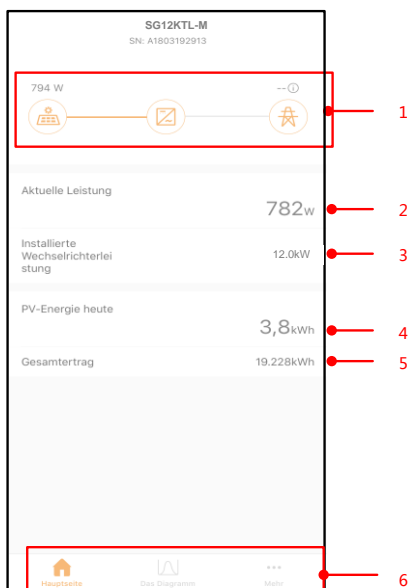 SG12KTL-M
SN: A1803192913
794 W
--ⓘ
1
Aktuelle Leistung
782W
2
Installierte
Wechselrichterlei
stung
12.0kW
3
PV-Energie heute
3,8kWh
4
Gesamtertrag
19.228kWh
5
Hauptseite
Das Diagramm
Mehr
6